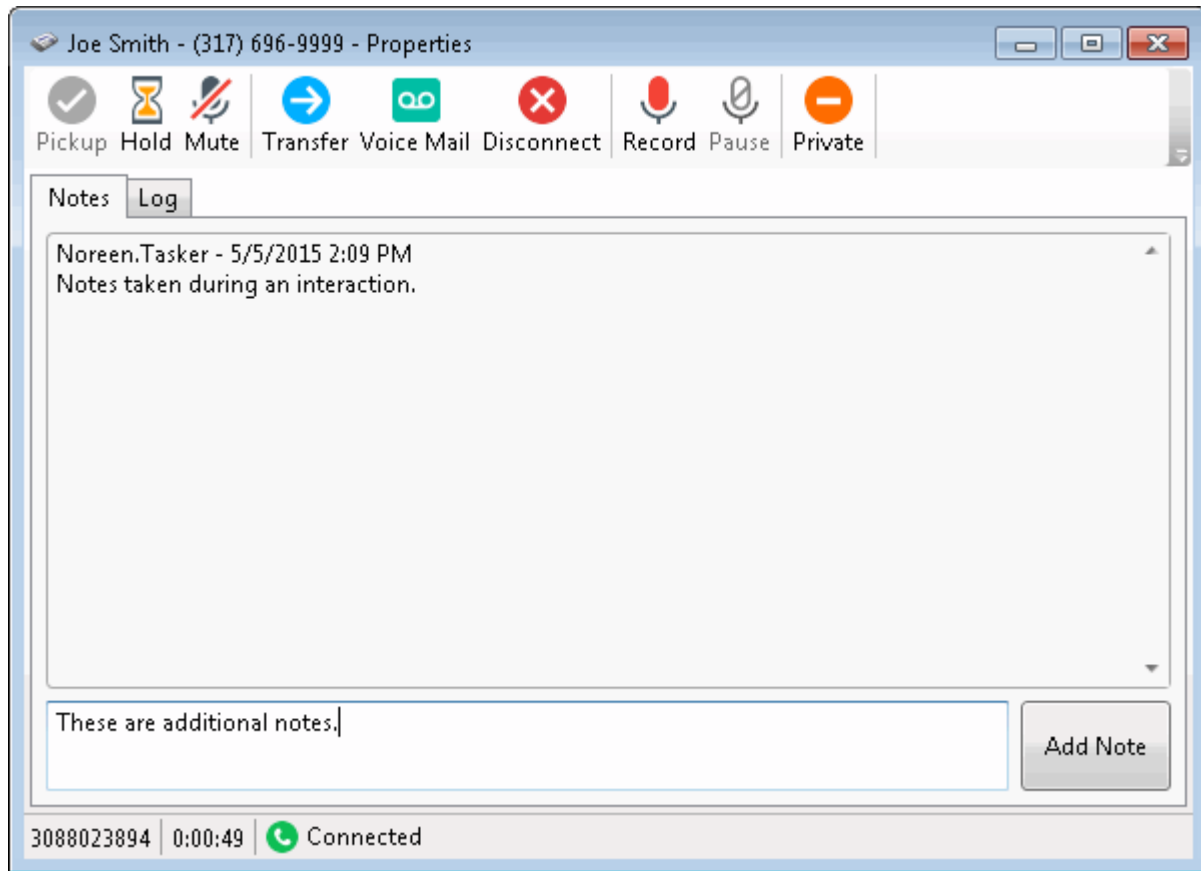 Joe Smith - (317) 696-9999 - Properties
Pickup Hold Mute Transfer Voice Mail Disconnect Record Pause Private
Notes Log
Noreen.Tasker - 5/5/2015 2:09 PM
Notes taken during an interaction.
These are additional notes.
Add Note
3088023894 0:00:49 Connected